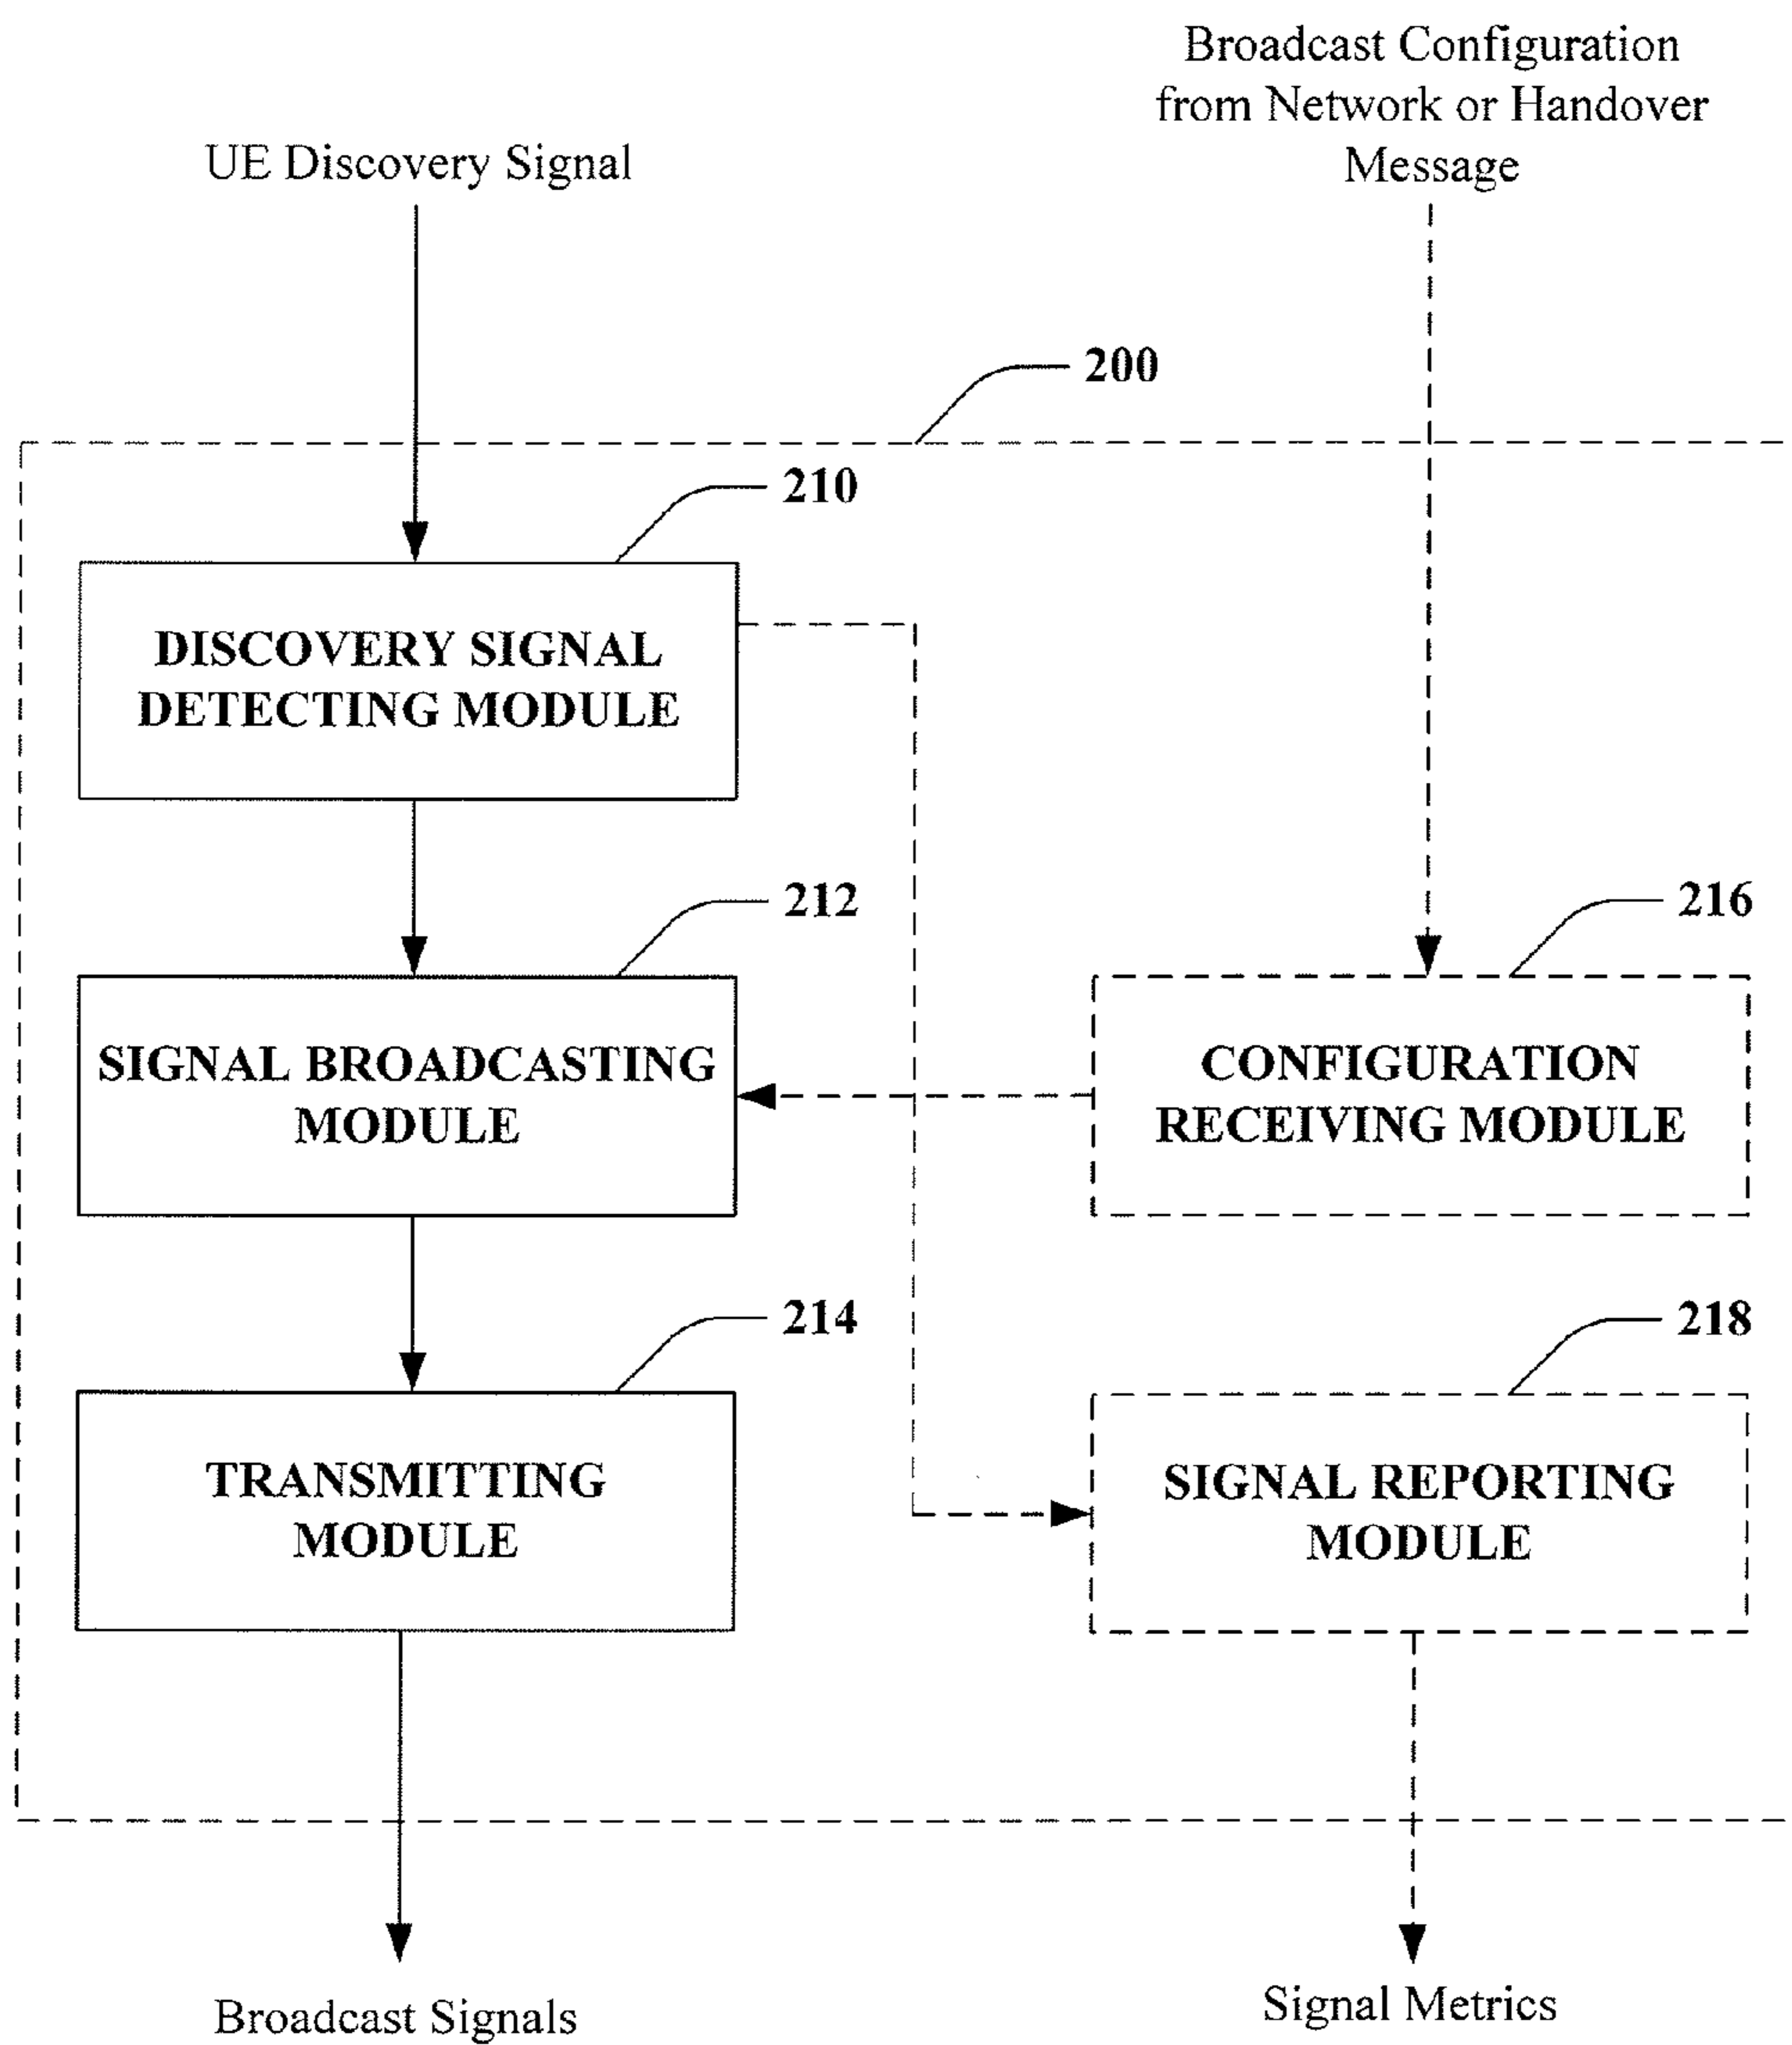 Broadcast Configuration
from Network or Handover
Message
UE Discovery Signal
200
210
DISCOVERY SIGNAL
DETECTING MODULE
212
216
SIGNAL BROADCASTING
MODULE
CONFIGURATION
RECEIVING MODULE
214
218
TRANSMITTING
MODULE
SIGNAL REPORTING
MODULE
Broadcast Signals
Signal Metrics